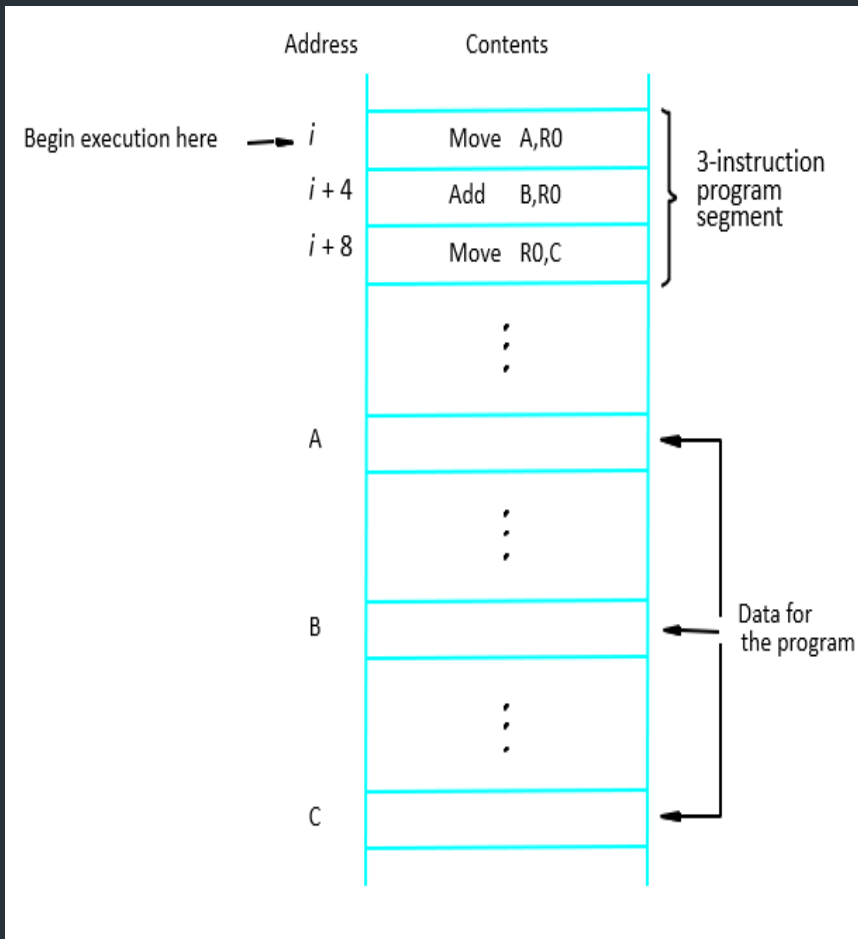 Address Contents
Begin execution here i Move A,R0
i + 4 Add B,R0
i + 8 Move R0,C
3-instruction
program
segment
A
B
Data for
the program
C